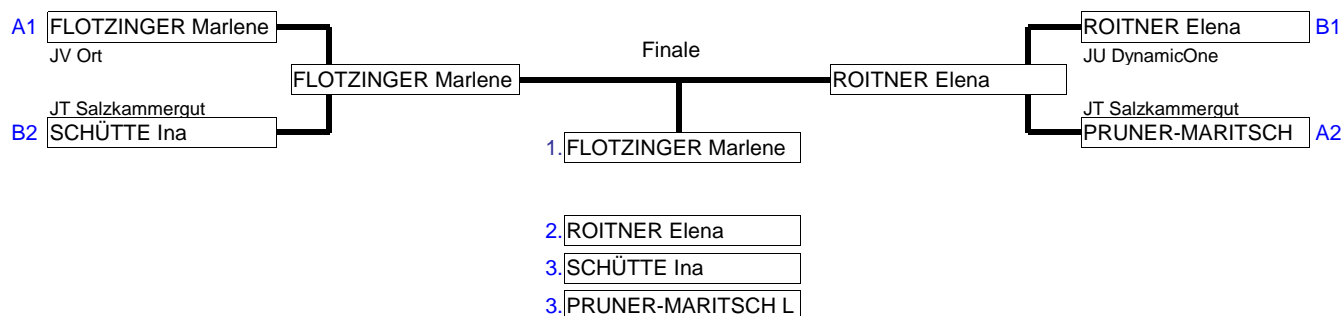 A1 FLOTZINGER Marlene
JV Ort
ROITNER Elena B1
JU DynamicOne
Finale
FLOTZINGER Marlene
ROITNER Elena
JT Salzkammergut
B2 SCHÜTTE Ina
JT Salzkammergut
PRUNER-MARITSCH A2
1. FLOTZINGER Marlene
2. ROITNER Elena
3. SCHÜTTE Ina
3. PRUNER-MARITSCH L